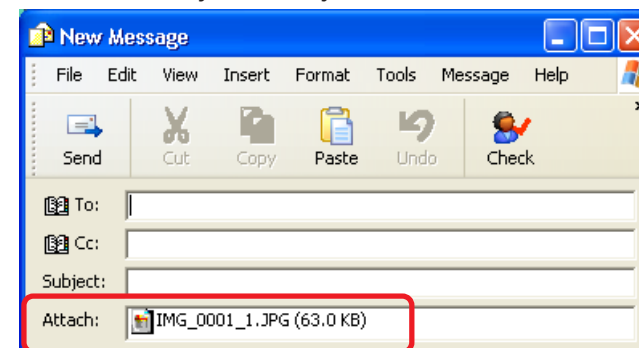 New Message
File Edit View Insert Format Tools Message Help
Send Cut Copy Paste Undo Check
To:
Cc:
Subject:
Attach: IMG_0001_1.JPG (63.0 KB)